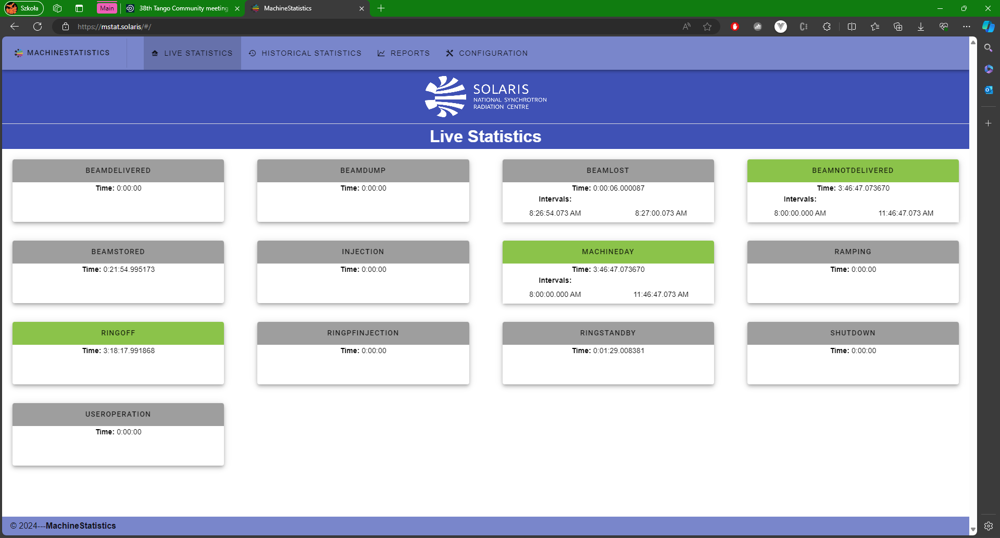 Szkoła
Main
38th Tango Community meeting
MachineStatistics
https://mstat.solaris/#/
MACHINESTATISTICS
LIVE STATISTICS
HISTORICAL STATISTICS
REPORTS
CONFIGURATION
SOLARIS
NATIONAL SYNCHROTRON
RADIATION CENTRE
Live Statistics
BEAMDELIVERED
Time: 0:00:00
BEAMDUMP
Time: 0:00:00
BEAMLOST
Time: 0:00:06.000087
Intervals:
8:26:54.073 AM 8:27:00.073 AM
BEAMNOTDELIVERED
Time: 3:46:47.073670
Intervals:
8:00:00.000 AM 11:46:47.073 AM
BEAMSTORED
Time: 0:21:54.995173
INJECTION
Time: 0:00:00
MACHINEDAY
Time: 3:46:47.073670
Intervals:
8:00:00.000 AM 11:46:47.073 AM
RAMPING
Time: 0:00:00
RINGOFF
Time: 3:18:17.991868
RINGPFINJECTION
Time: 0:00:00
RINGSTANDBY
Time: 0:01:29.008381
SHUTDOWN
Time: 0:00:00
USEROPERATION
Time: 0:00:00
© 2024---MachineStatistics